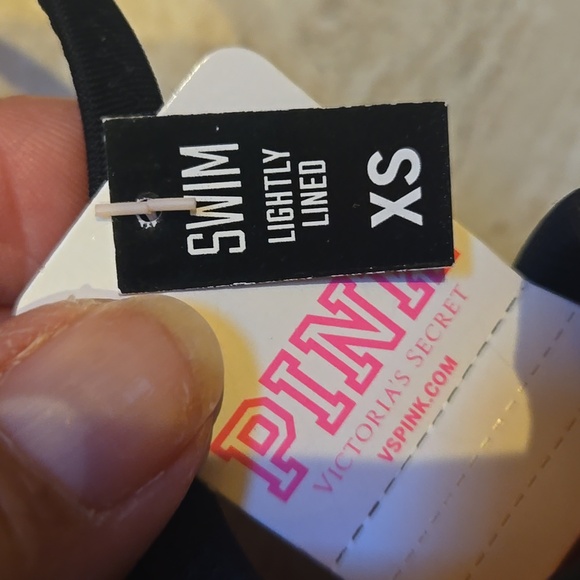 SWIM
LIGHTLY
LINED
XS
PINK
VICTORIA'S SECRET
VSPINK.COM